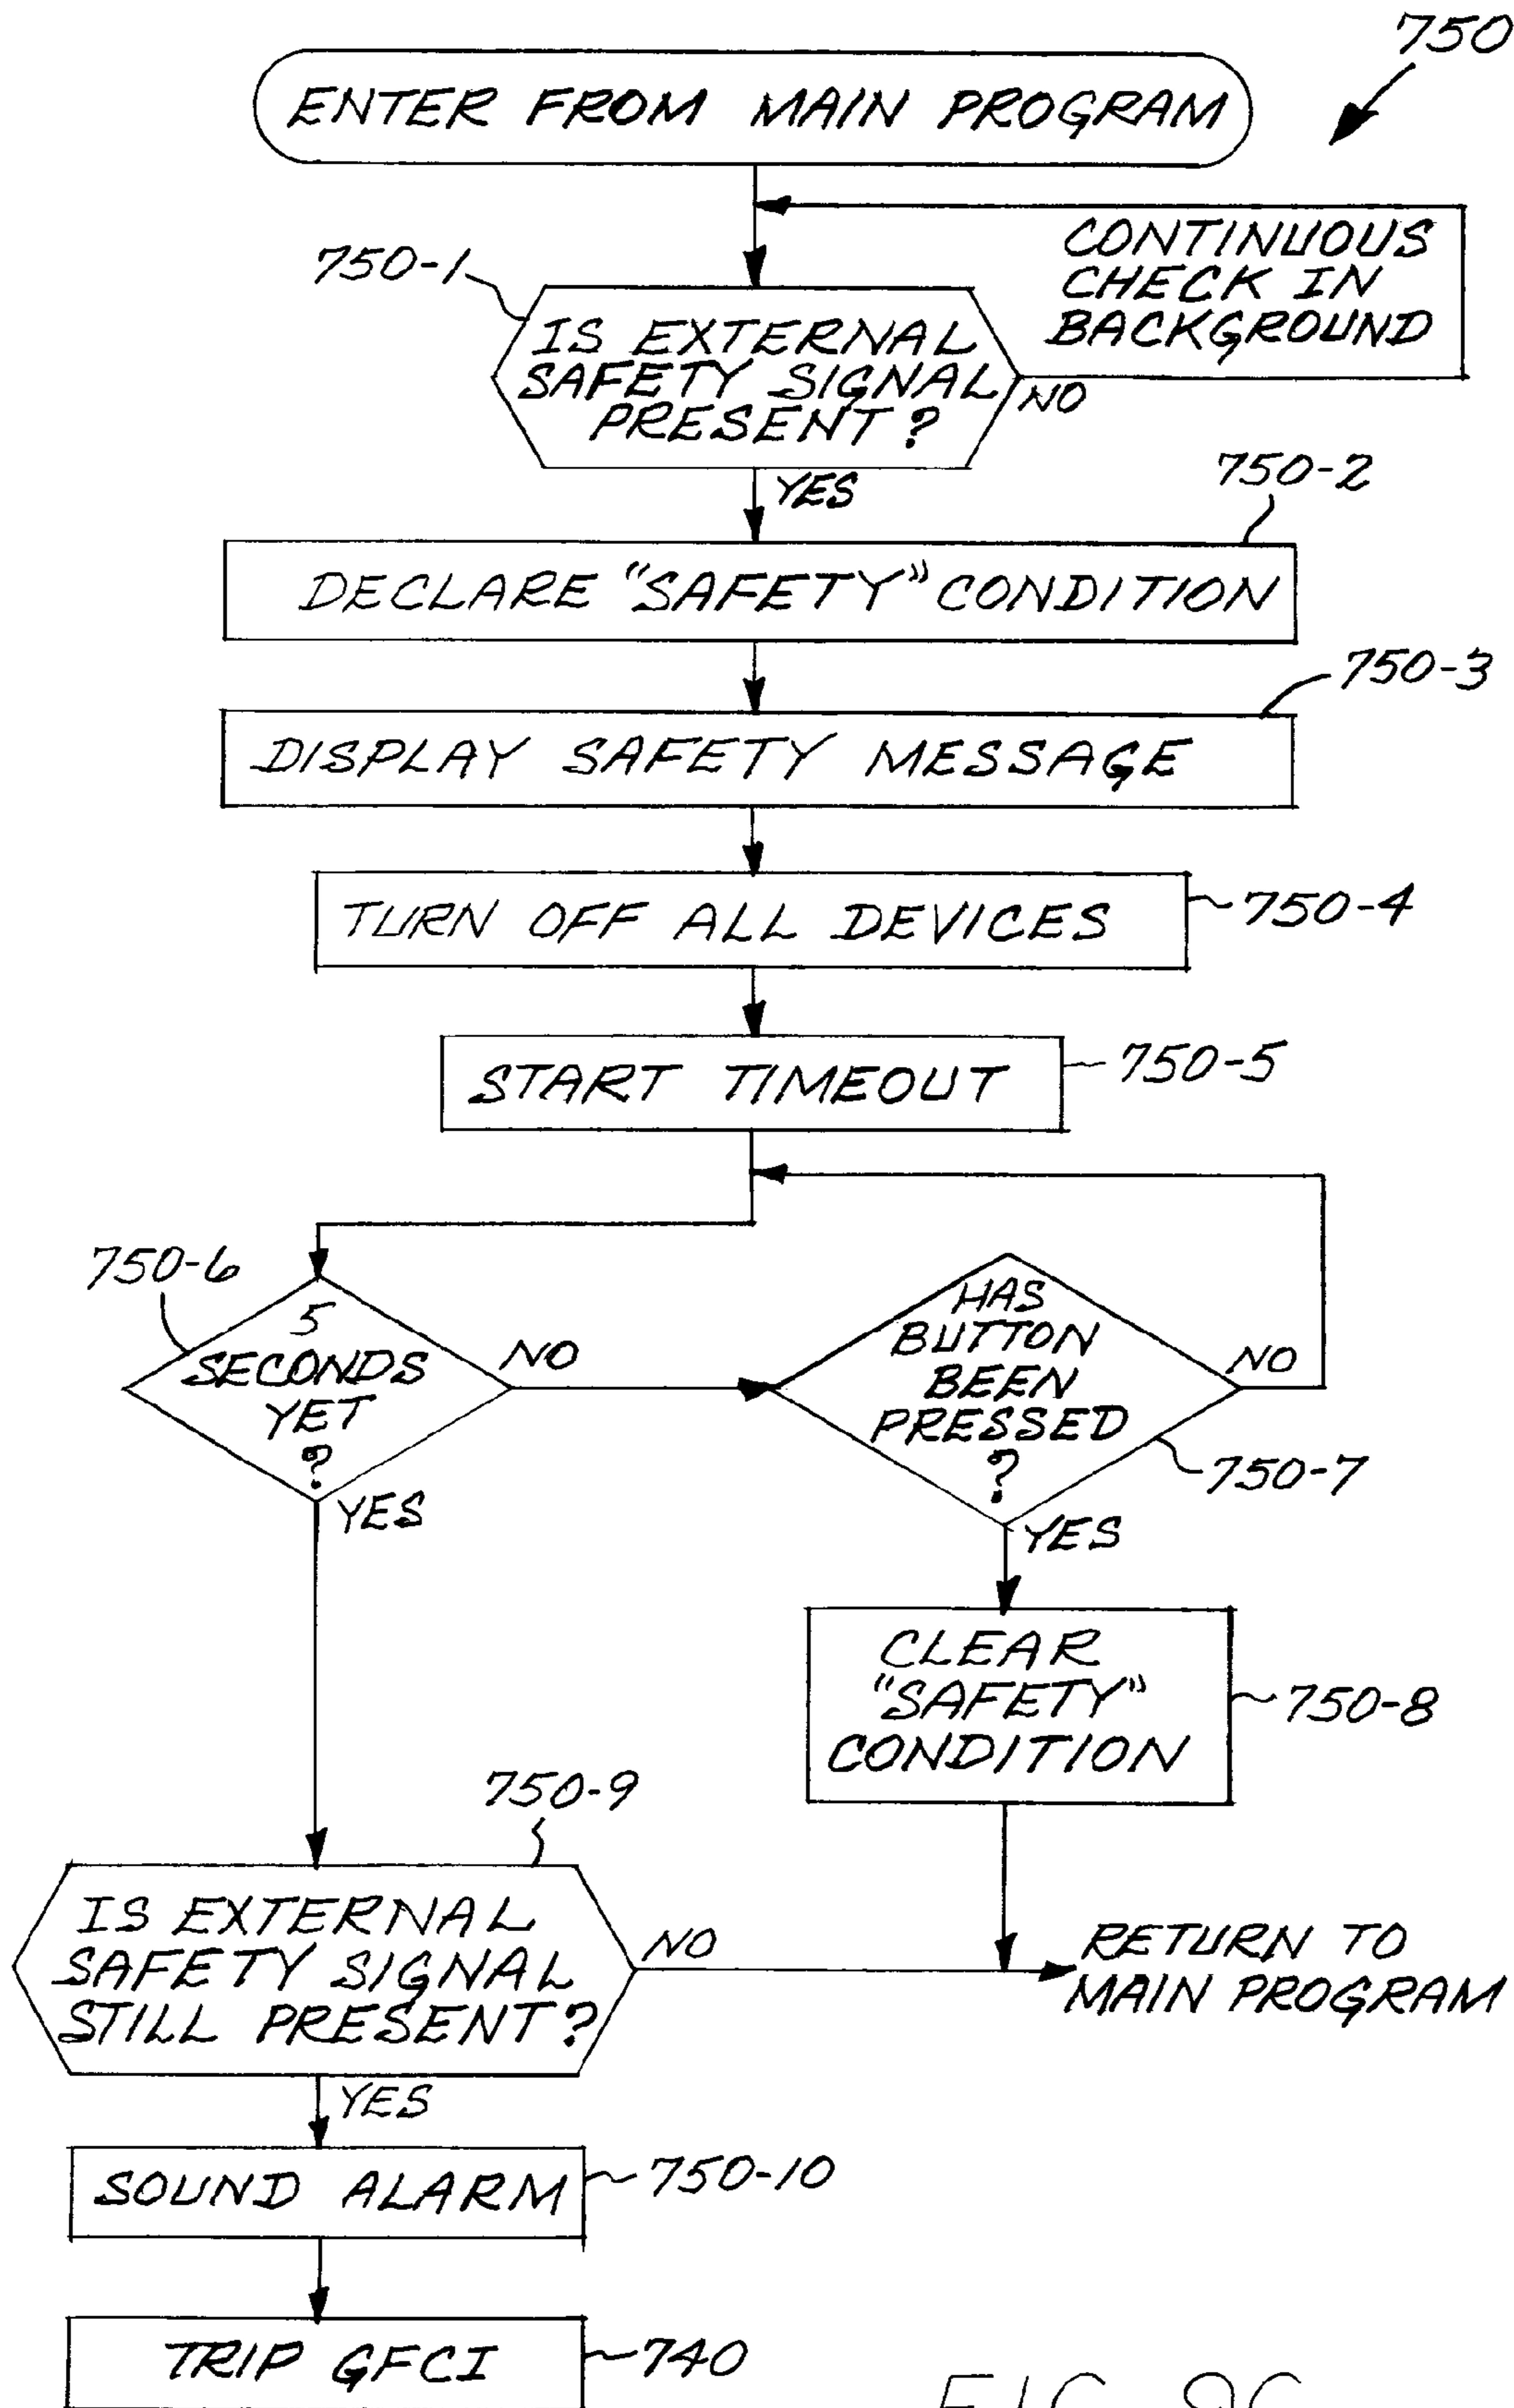 750
ENTER FROM MAIN PROGRAM
CONTINUOUS
CHECK IN
BACKGROUND
750-1
IS EXTERNAL
SAFETY SIGNAL
PRESENT?
NO
YES
750-2
DECLARE "SAFETY" CONDITION
750-3
DISPLAY SAFETY MESSAGE
TURN OFF ALL DEVICES
750-4
START TIMEOUT
750-5
750-6
5
SECONDS
YET
?
NO
YES
HAS
BUTTON
BEEN
PRESSED
?
NO
750-7
YES
CLEAR
"SAFETY"
CONDITION
750-8
750-9
IS EXTERNAL
SAFETY SIGNAL
STILL PRESENT?
NO
RETURN TO
MAIN PROGRAM
YES
SOUND ALARM
750-10
TRIP GFCI
740
FIG. 9C